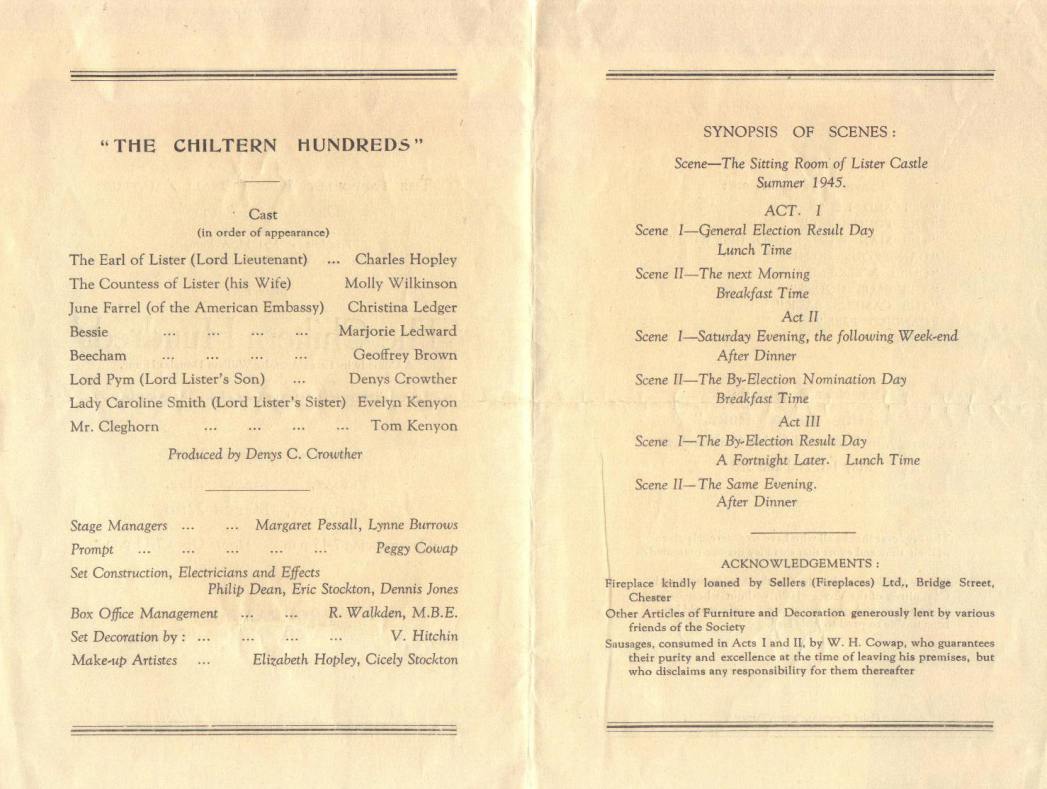 “THE CHILTERN HUNDREDS”
Cast
(in order of appearance)
The Earl of Lister (Lord Lieutenant) ... Charles Hopley
The Countess of Lister (his Wife) Molly Wilkinson
June Farrel (of the American Embassy) Christina Ledger
Bessie ... ... ... ... Marjorie Ledward
Beecham ... ... ... ... Geoffrey Brown
Lord Pym (Lord Lister's Son) ... Denys Crowther
Lady Caroline Smith (Lord Lister's Sister) Evelyn Kenyon
Mr. Cleghorn ... ... ... ... Tom Kenyon
Produced by Denys C. Crowther
Stage Managers ... ... Margaret Pessall, Lynne Burrows
Prompt ... ... ... ... ... Peggy Cowap
Set Construction, Electricians and Effects
Philip Dean, Eric Stockton, Dennis Jones
Box Office Management ... ... R. Walkden, M.B.E.
Set Decoration by : ... ... ... ... V. Hitchin
Make-up Artistes ... Elizabeth Hopley, Cicely Stockton
SYNOPSIS OF SCENES :
Scene—The Sitting Room of Lister Castle
Summer 1945.
ACT. I
Scene I—General Election Result Day
Lunch Time
Scene II—The next Morning
Breakfast Time
Act II
Scene I—Saturday Evening, the following Week-end
After Dinner
Scene II—The By-Election Nomination Day
Breakfast Time
Act III
Scene I—The By-Election Result Day
A Fortnight Later. Lunch Time
Scene II—The Same Evening.
After Dinner
ACKNOWLEDGEMENTS :
Fireplace kindly loaned by Sellers (Fireplaces) Ltd., Bridge Street,
Chester
Other Articles of Furniture and Decoration generously lent by various
friends of the Society
Sausages, consumed in Acts I and II, by W. H. Cowap, who guarantees
their purity and excellence at the time of leaving his premises, but
who disclaims any responsibility for them thereafter